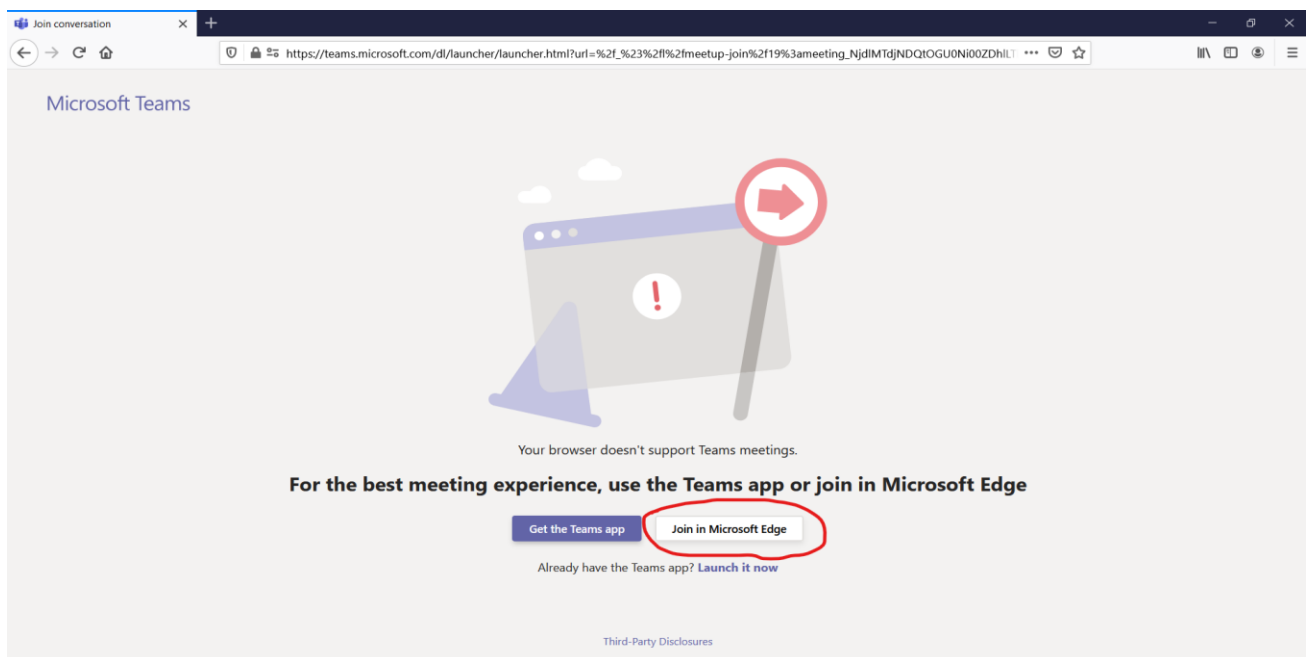 Join conversation
https://teams.microsoft.com/dl/launcher/launcher.html?url=%2f_%23%2fl%2fmeetup-join%2f19%3ameeting_NjdlMTdjNDQtOGU0Ni00ZDhlLT
Microsoft Teams
!
Your browser doesn't support Teams meetings.
For the best meeting experience, use the Teams app or join in Microsoft Edge
Get the Teams app Join in Microsoft Edge
Already have the Teams app? Launch it now
Third-Party Disclosures